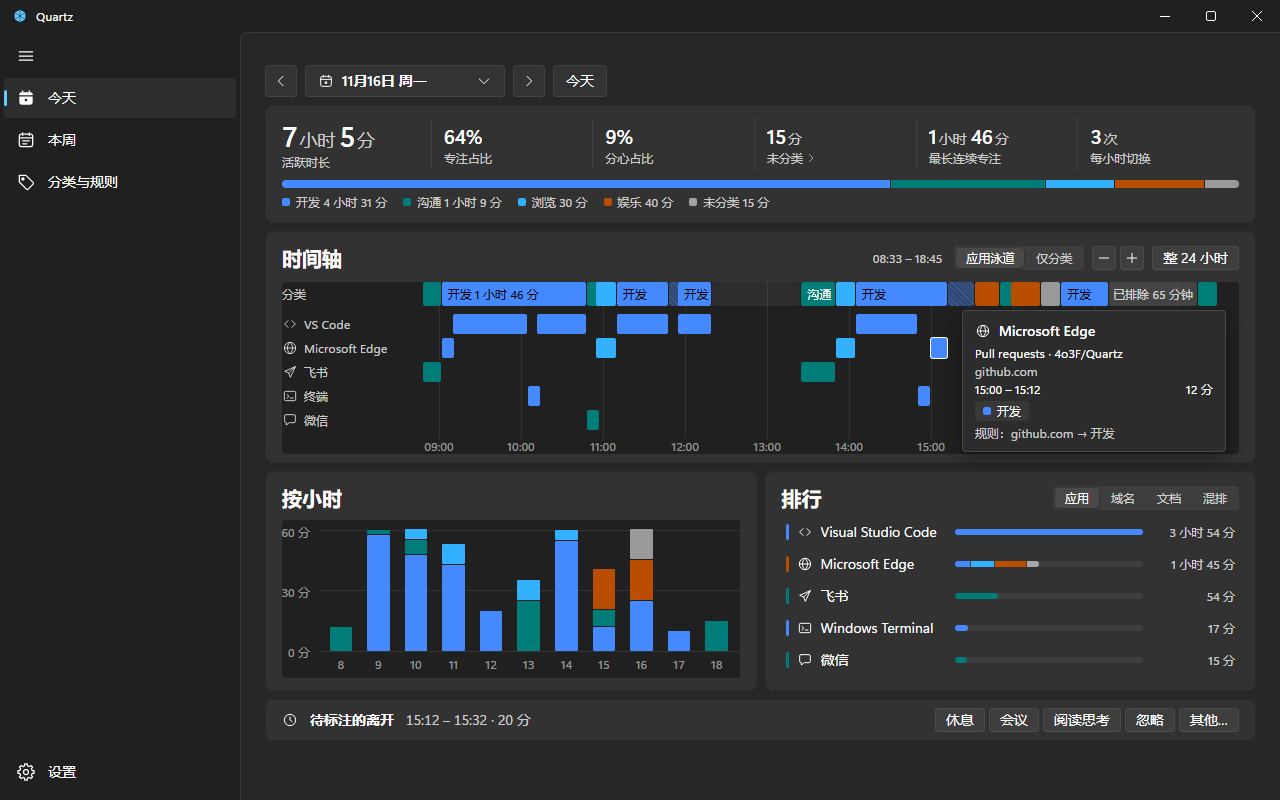 Quartz
今天
本周
分类与规则
设置
11月16日 周一
今天
7小时 5分
活跃时长
64%
专注占比
9%
分心占比
15分
未分类
1小时 46分
最长连续专注
3次
每小时切换
开发 4 小时 31 分 沟通 1 小时 9 分 浏览 30 分 娱乐 40 分 未分类 15 分
时间轴
08:33 – 18:45
应用泳道 仅分类
整 24 小时
分类
开发 1 小时 46 分 开发 开发 沟通 开发 开发 已排除 65 分钟
VS Code
Microsoft Edge
飞书
终端
微信
09:00 10:00 11:00 12:00 13:00 14:00 15:00
Microsoft Edge
Pull requests · 4o3F/Quartz
github.com
15:00 – 15:12 12 分
开发
规则：github.com → 开发
按小时
60 分
30 分
0 分
8 9 10 11 12 13 14 15 16 17 18
排行
应用 域名 文档 混排
Visual Studio Code 3 小时 54 分
Microsoft Edge 1 小时 45 分
飞书 54 分
Windows Terminal 17 分
微信 15 分
待标注的离开 15:12 – 15:32 · 20 分
休息 会议 阅读思考 忽略 其他...